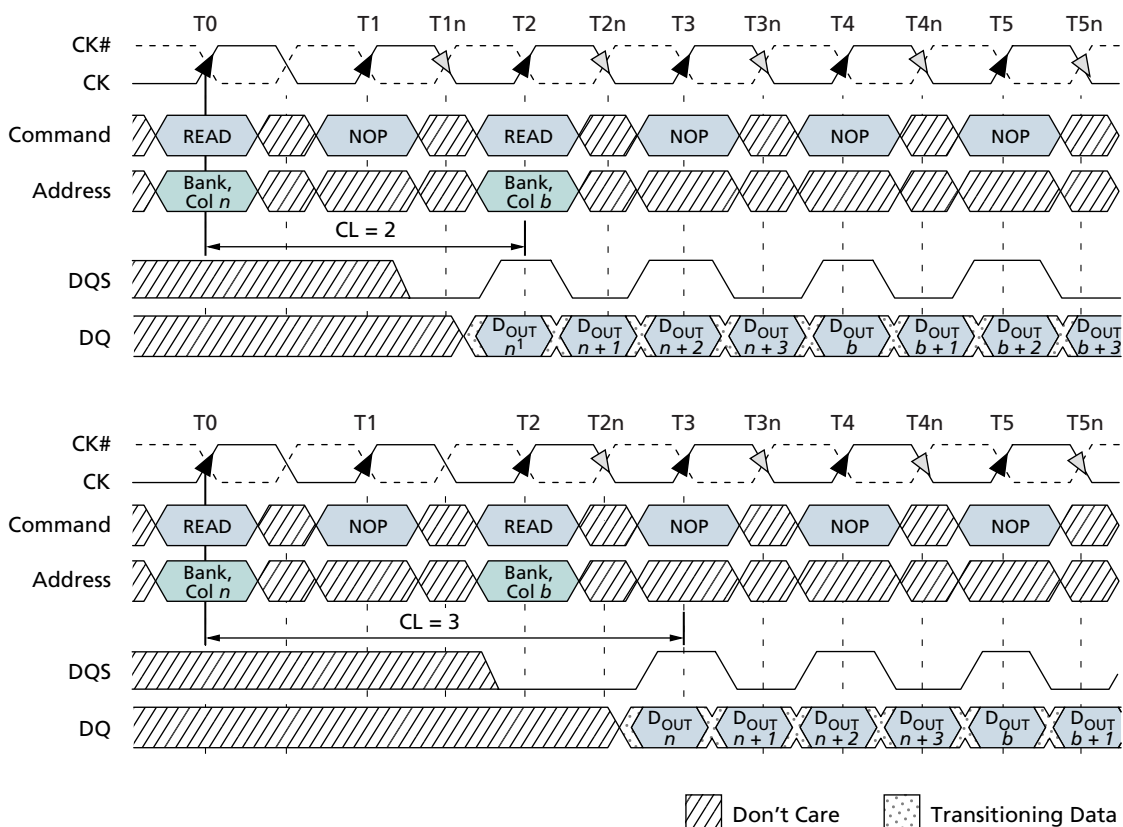 T0 T1 T1n T2 T2n T3 T3n T4 T4n T5 T5n
CK#
CK
Command READ NOP READ NOP NOP NOP
Address Bank, Col n Bank, Col b
CL = 2
DQS
DQ DOUT n1 DOUT n + 1 DOUT n + 2 DOUT n + 3 DOUT b DOUT b + 1 DOUT b + 2 DOUT b + 3
T0 T1 T2 T2n T3 T3n T4 T4n T5 T5n
CK#
CK
Command READ NOP READ NOP NOP NOP
Address Bank, Col n Bank, Col b
CL = 3
DQS
DQ DOUT n DOUT n + 1 DOUT n + 2 DOUT n + 3 DOUT b DOUT b + 1
Don't Care Transitioning Data